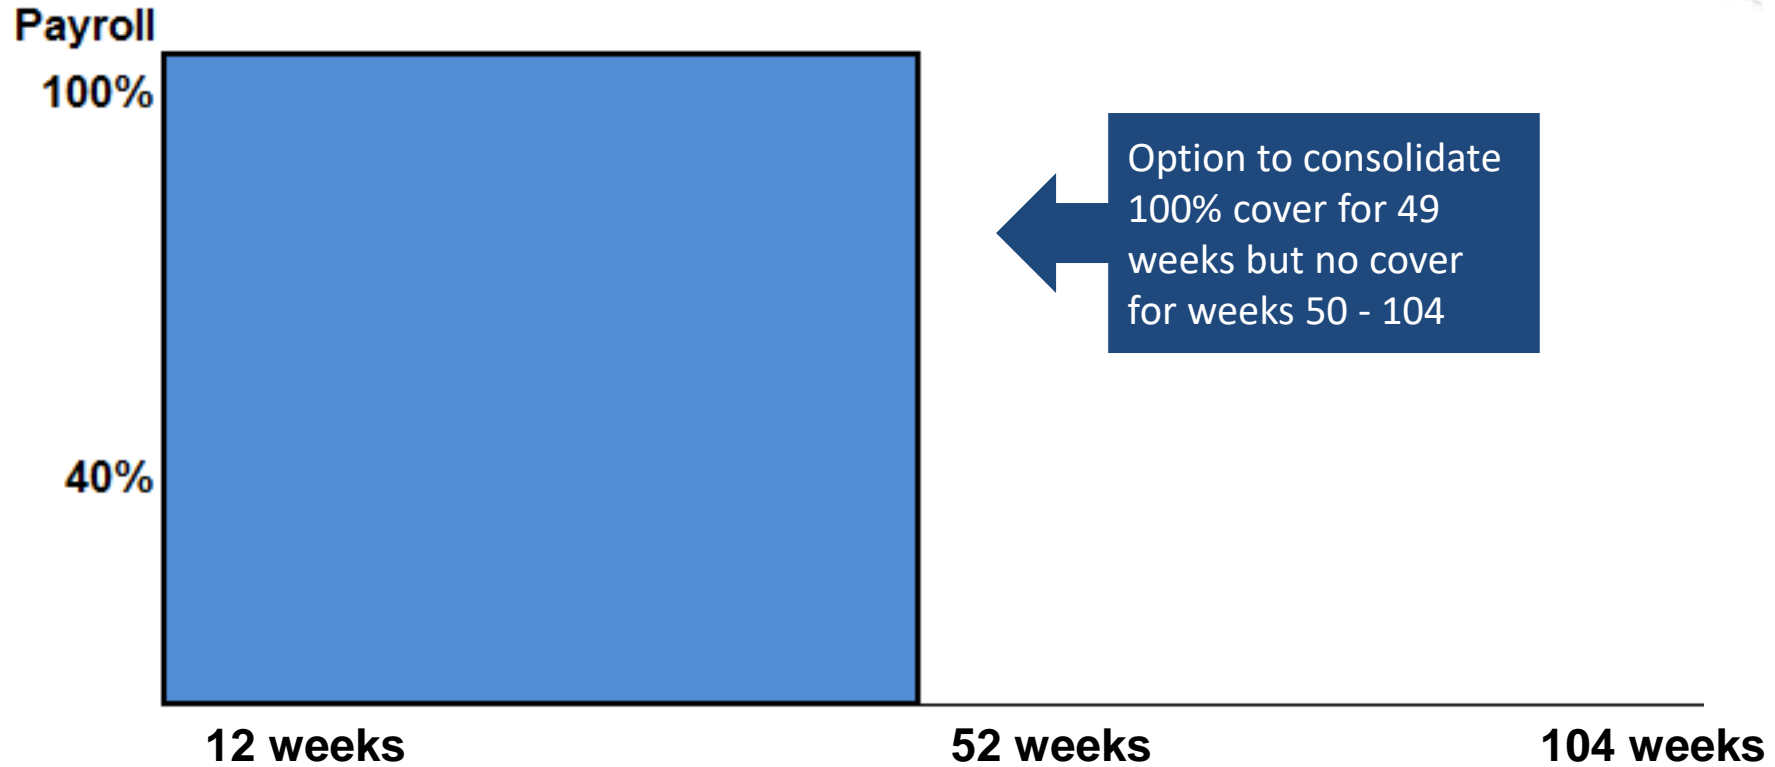 Payroll
100%
Option to consolidate
100% cover for 49
weeks but no cover
for weeks 50 - 104
40%
12 weeks
52 weeks
104 weeks